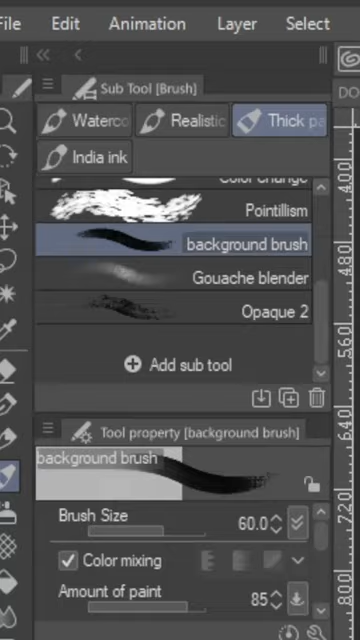 File Edit Animation Layer Select
Sub Tool [Brush]
Waterco Realistic Thick pa
India ink
Color Change
Pointillism
background brush
Gouache blender
Opaque 2
Add sub tool
Tool property [background brush]
background brush
Brush Size 60.0
Color mixing
Amount of paint 85
400
480
560
640
720
800